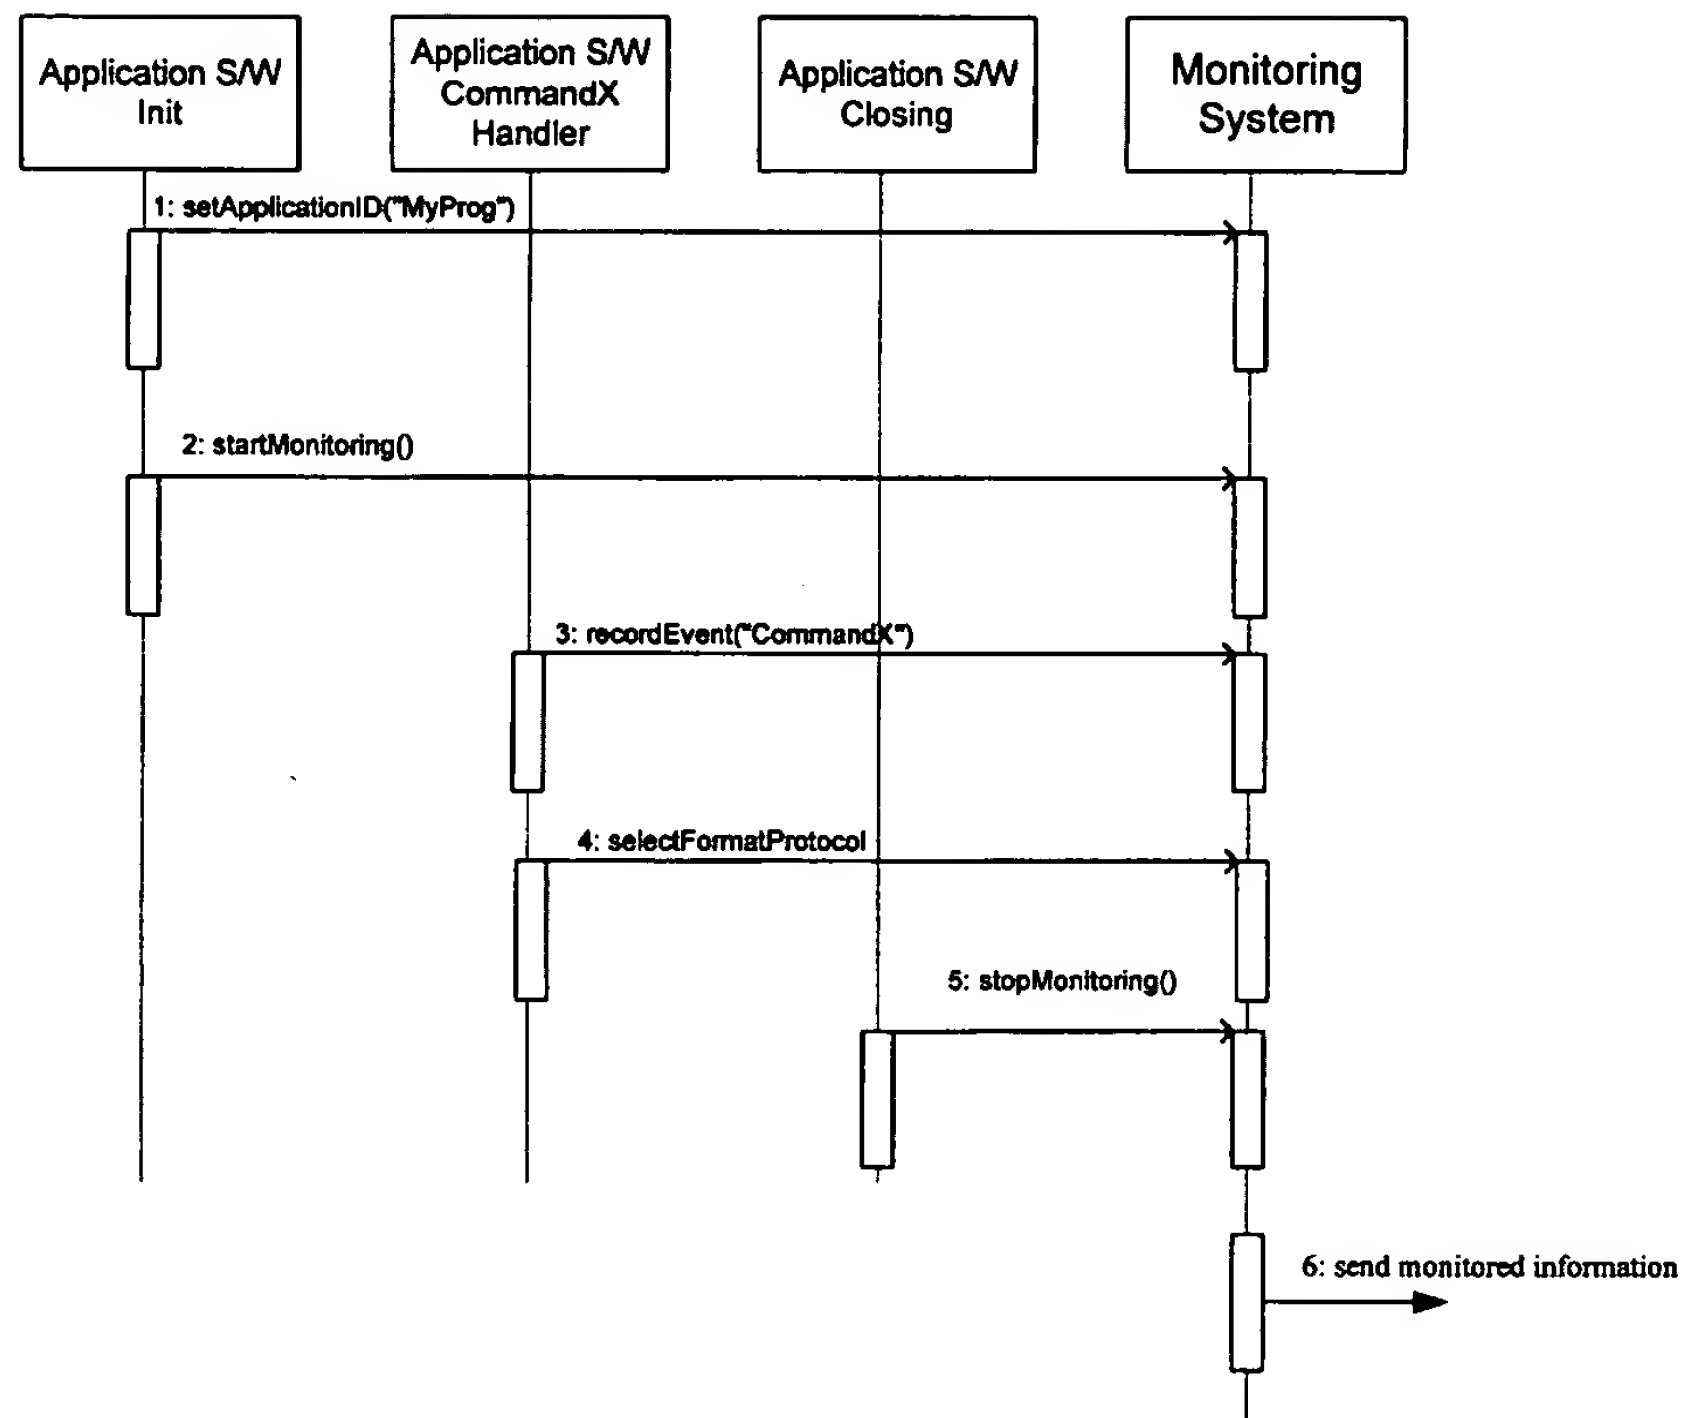 Application S/W
Init
Application S/W
CommandX
Handler
Application S/W
Closing
Monitoring
System
1: setApplicationID("MyProg")
2: startMonitoring()
3: recordEvent("CommandX")
4: selectFormatProtocol
5: stopMonitoring()
6: send monitored information